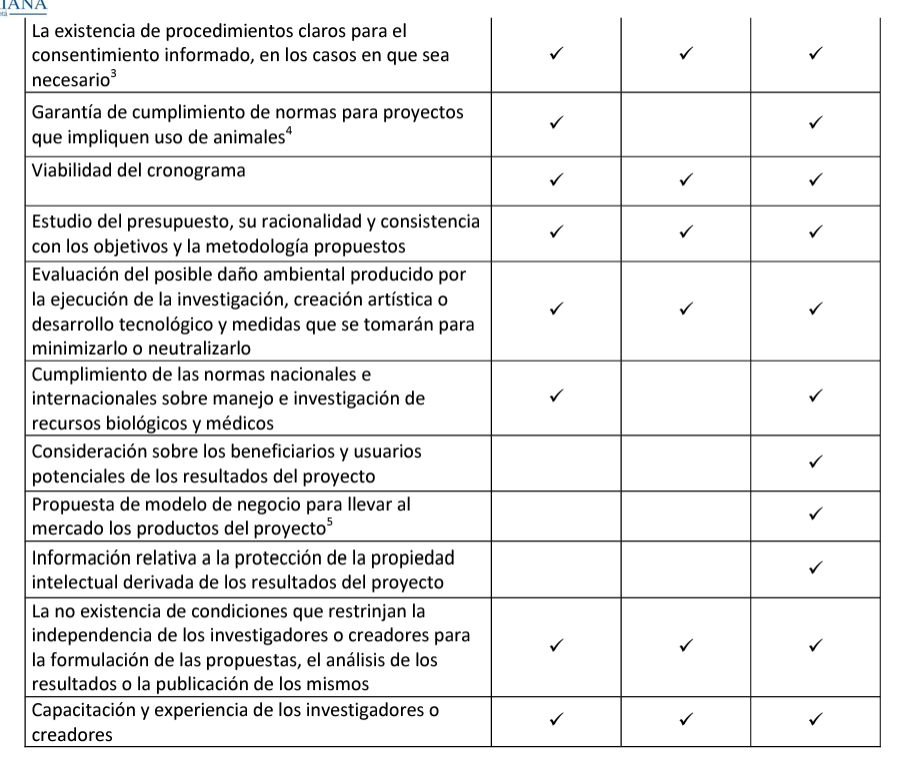 IANA
La existencia de procedimientos claros para el
consentimiento informado, en los casos en que sea
necesario³
✓ ✓ ✓
Garantía de cumplimiento de normas para proyectos
que impliquen uso de animales⁴
✓ ✓
Viabilidad del cronograma
✓ ✓ ✓
Estudio del presupuesto, su racionalidad y consistencia
con los objetivos y la metodología propuestos
✓ ✓ ✓
Evaluación del posible daño ambiental producido por
la ejecución de la investigación, creación artística o
desarrollo tecnológico y medidas que se tomarán para
minimizarlo o neutralizarlo
✓ ✓ ✓
Cumplimiento de las normas nacionales e
internacionales sobre manejo e investigación de
recursos biológicos y médicos
✓ ✓
Consideración sobre los beneficiarios y usuarios
potenciales de los resultados del proyecto
✓
Propuesta de modelo de negocio para llevar al
mercado los productos del proyecto⁵
✓
Información relativa a la protección de la propiedad
intelectual derivada de los resultados del proyecto
✓
La no existencia de condiciones que restrinjan la
independencia de los investigadores o creadores para
la formulación de las propuestas, el análisis de los
resultados o la publicación de los mismos
✓ ✓ ✓
Capacitación y experiencia de los investigadores o
creadores
✓ ✓ ✓